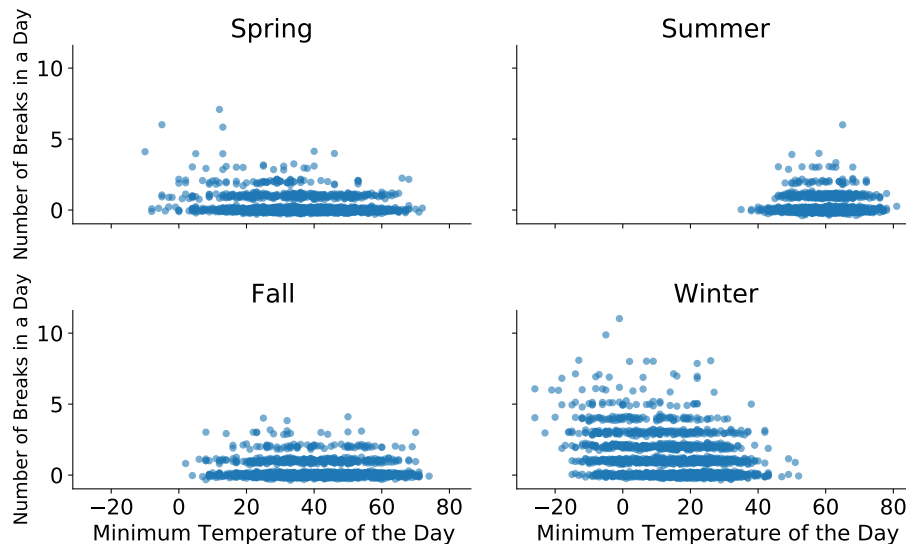 Spring
Summer
Number of Breaks in a Day
10
5
0
Fall
Winter
Number of Breaks in a Day
10
5
0
−20 0 20 40 60 80
−20 0 20 40 60 80
Minimum Temperature of the Day
Minimum Temperature of the Day